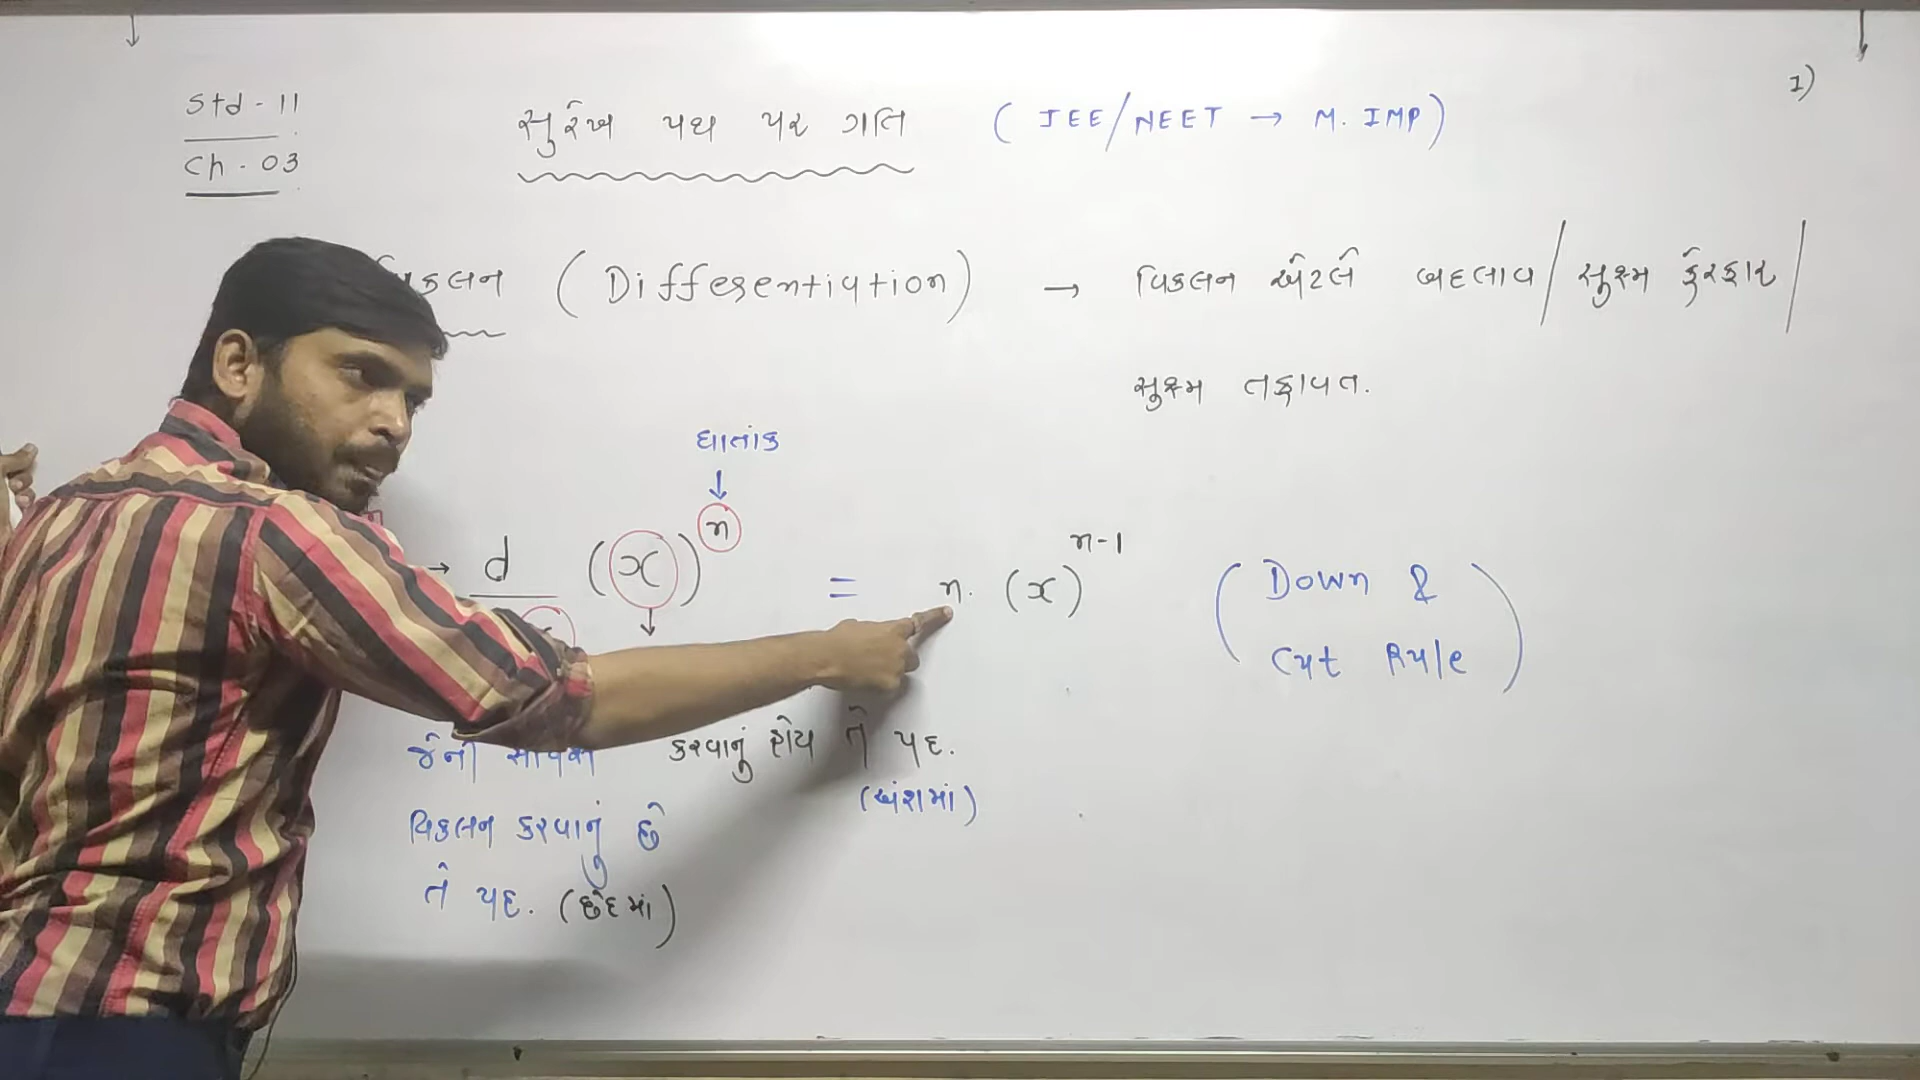 Std - 11
Ch - 03
સુરેખ પથ પર ગતિ ( JEE/NEET → M. IMP)
1)
વિકલન (Differentiation) → વિકલન એટલે બદલાવ / સુક્ષ્મ ફેરફાર /
સુક્ષ્મ તફાવત.
ઘાતાંક
↓
→ d (x)^n = n. (x)^n-1 (Down & Cut Rule)
જેની સાપેક્ષ
વિકલન કરવાનું છે
તે પદ. (છેદમાં)
કરવાનું હોય તે પદ.
(અંશમાં)